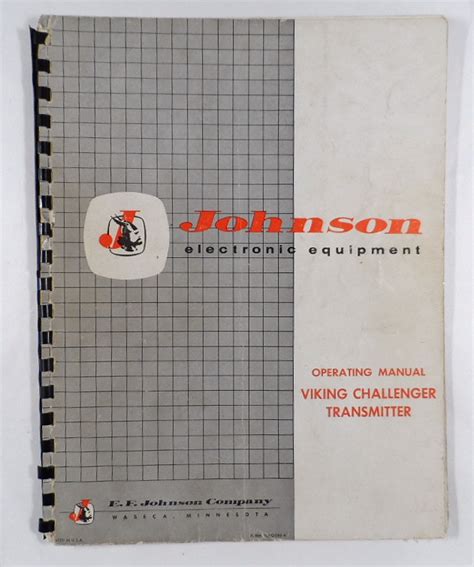 Johnson
electronic equipment
OPERATING MANUAL
VIKING CHALLENGER
TRANSMITTER
E. F. Johnson Company
WASECA, MINNESOTA